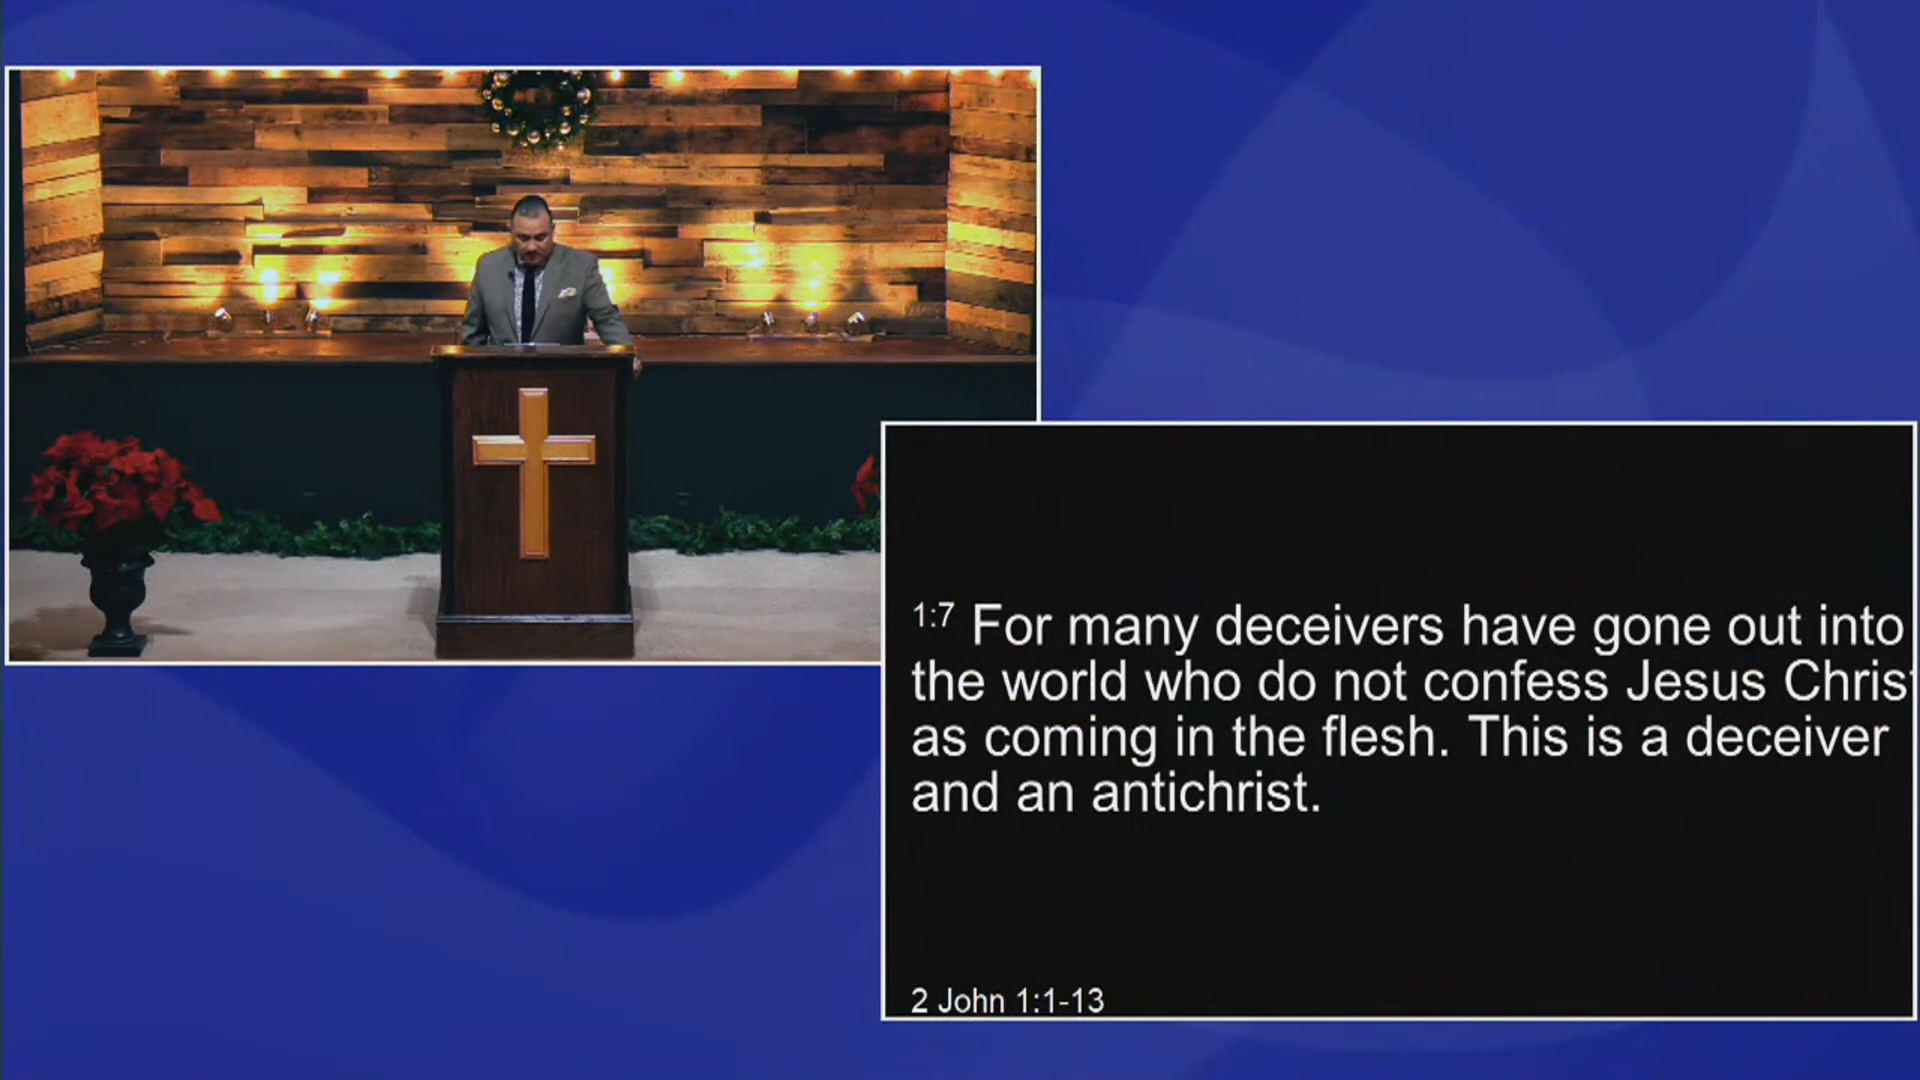 1:7 For many deceivers have gone out into
the world who do not confess Jesus Chris
as coming in the flesh. This is a deceiver
and an antichrist.
2 John 1:1-13